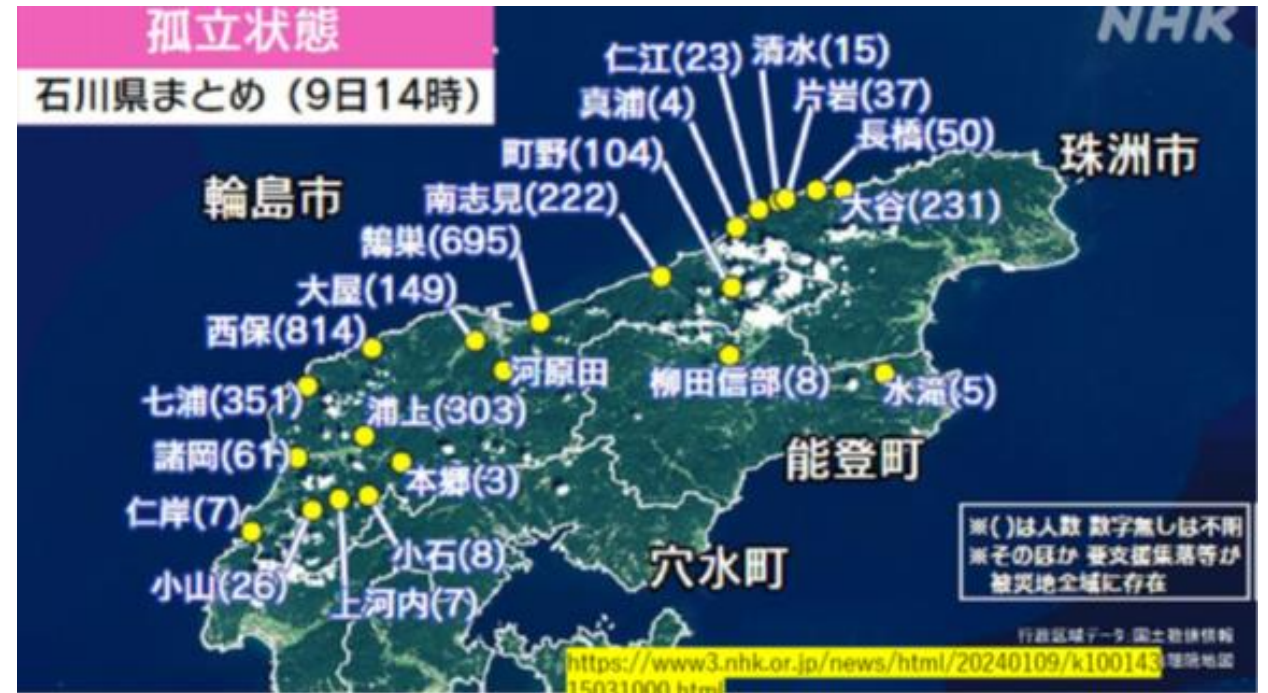 孤立状態
石川県まとめ（9日14時）
NHK
仁江(23)
清水(15)
真浦(4)
片岩(37)
町野(104)
長橋(50)
珠洲市
輪島市
南志見(222)
大谷(231)
鵠巣(695)
大屋(149)
西保(814)
河原田
柳田信部(8)
水滝(5)
七浦(351)
浦上(303)
諸岡(61)
本郷(3)
能登町
仁岸(7)
小石(8)
穴水町
小山(26)
上河内(7)
※( )は人数 数字無しは不明
※そのほか 要支援集落等が
被災地全域に存在
行政区域データ:国土数値情報
地図
https://www3.nhk.or.jp/news/html/20240109/k100143
15031000.html